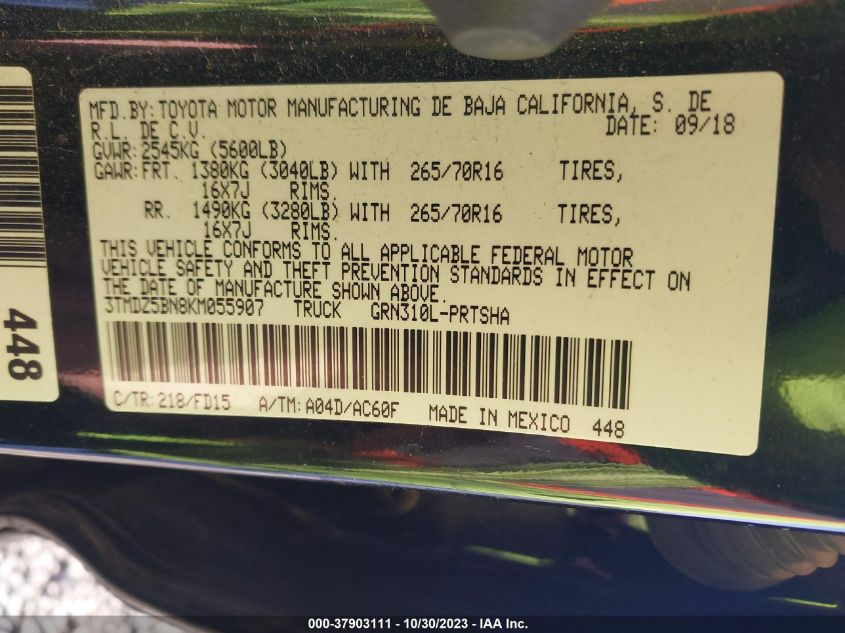 MFD.BY:TOYOTA MOTOR MANUFACTURING DE BAJA CALIFORNIA, S. DE
R.L. DE C.V. DATE: 09/18
GVWR:2545KG (5600LB)
GAWR:FRT. 1380KG (3040LB) WITH 265/70R16 TIRES,
16X7J RIMS.
RR. 1490KG (3280LB) WITH 265/70R16 TIRES,
16X7J RIMS.
THIS VEHICLE CONFORMS TO ALL APPLICABLE FEDERAL MOTOR
VEHICLE SAFETY AND THEFT PREVENTION STANDARDS IN EFFECT ON
THE DATE OF MANUFACTURE SHOWN ABOVE.
3TMDZ5BN8KM055907 TRUCK GRN310L-PRTSHA
C/TR:218/FD15 A/TM:A04D/AC60F MADE IN MEXICO 448
448
000-37903111 - 10/30/2023 - IAA Inc.